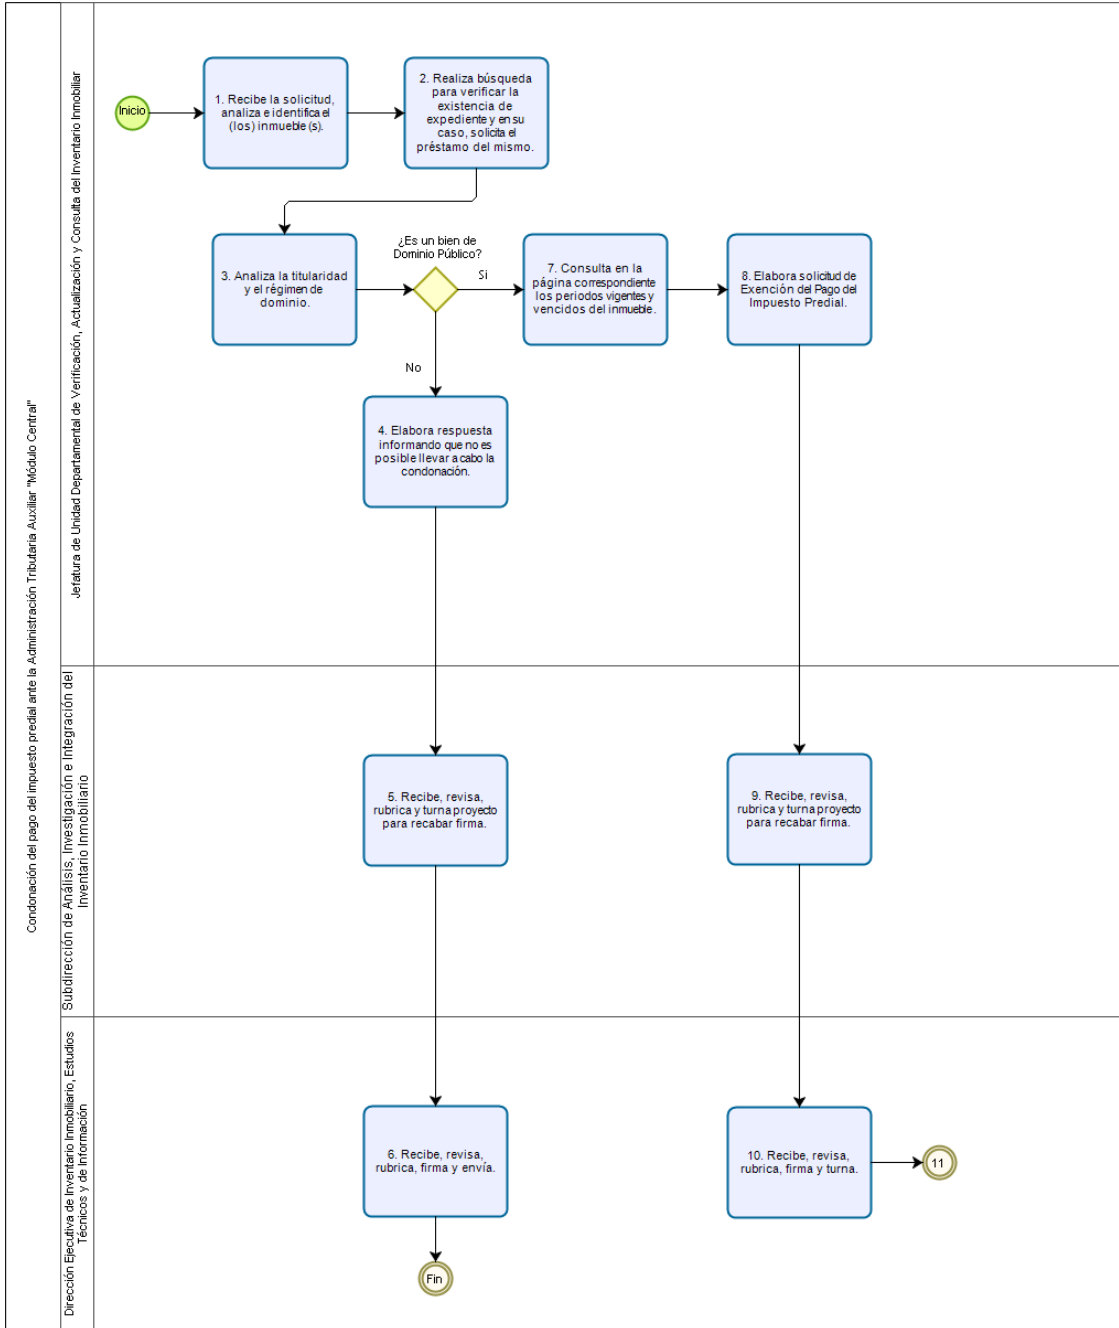 Condonación del pago del impuesto predial ante la Administración Tributaria Auxiliar "Módulo Central"
Jefatura de Unidad Departamental de Verificación, Actualización y Consulta del Inventario Inmobiliar
Inicio
1. Recibe la solicitud,
analiza e identifica el
(los) inmueble (s).
2. Realiza búsqueda
para verificar la
existencia de
expediente y en su
caso, solicita el
préstamo del mismo.
3. Analiza la titularidad
y el régimen de
dominio.
¿Es un bien de
Dominio Público?
Si
7. Consulta en la
página correspondiente
los periodos vigentes y
vencidos del inmueble.
8. Elabora solicitud de
Exención del Pago del
Impuesto Predial.
No
4. Elabora respuesta
informando que no es
posible llevar a cabo la
condonación.
Subdirección de Análisis, Investigación e Integración del
Inventario Inmobiliario
5. Recibe, revisa,
rubrica y turna proyecto
para recabar firma.
9. Recibe, revisa,
rubrica y turna proyecto
para recabar firma.
Dirección Ejecutiva de Inventario Inmobiliario, Estudios
Técnicos y de Información
6. Recibe, revisa,
rubrica, firma y envía.
10. Recibe, revisa,
rubrica, firma y turna.
11
Fin